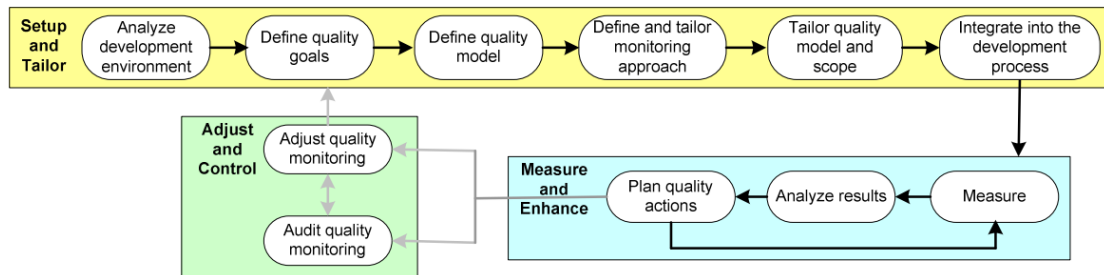 Setup
and
Tailor
Analyze
development
environment
Define quality
goals
Define quality
model
Define and tailor
monitoring
approach
Tailor quality
model and
scope
Integrate into the
development
process
Adjust
and
Control
Adjust quality
monitoring
Audit quality
monitoring
Measure
and
Enhance
Plan quality
actions
Analyze results
Measure